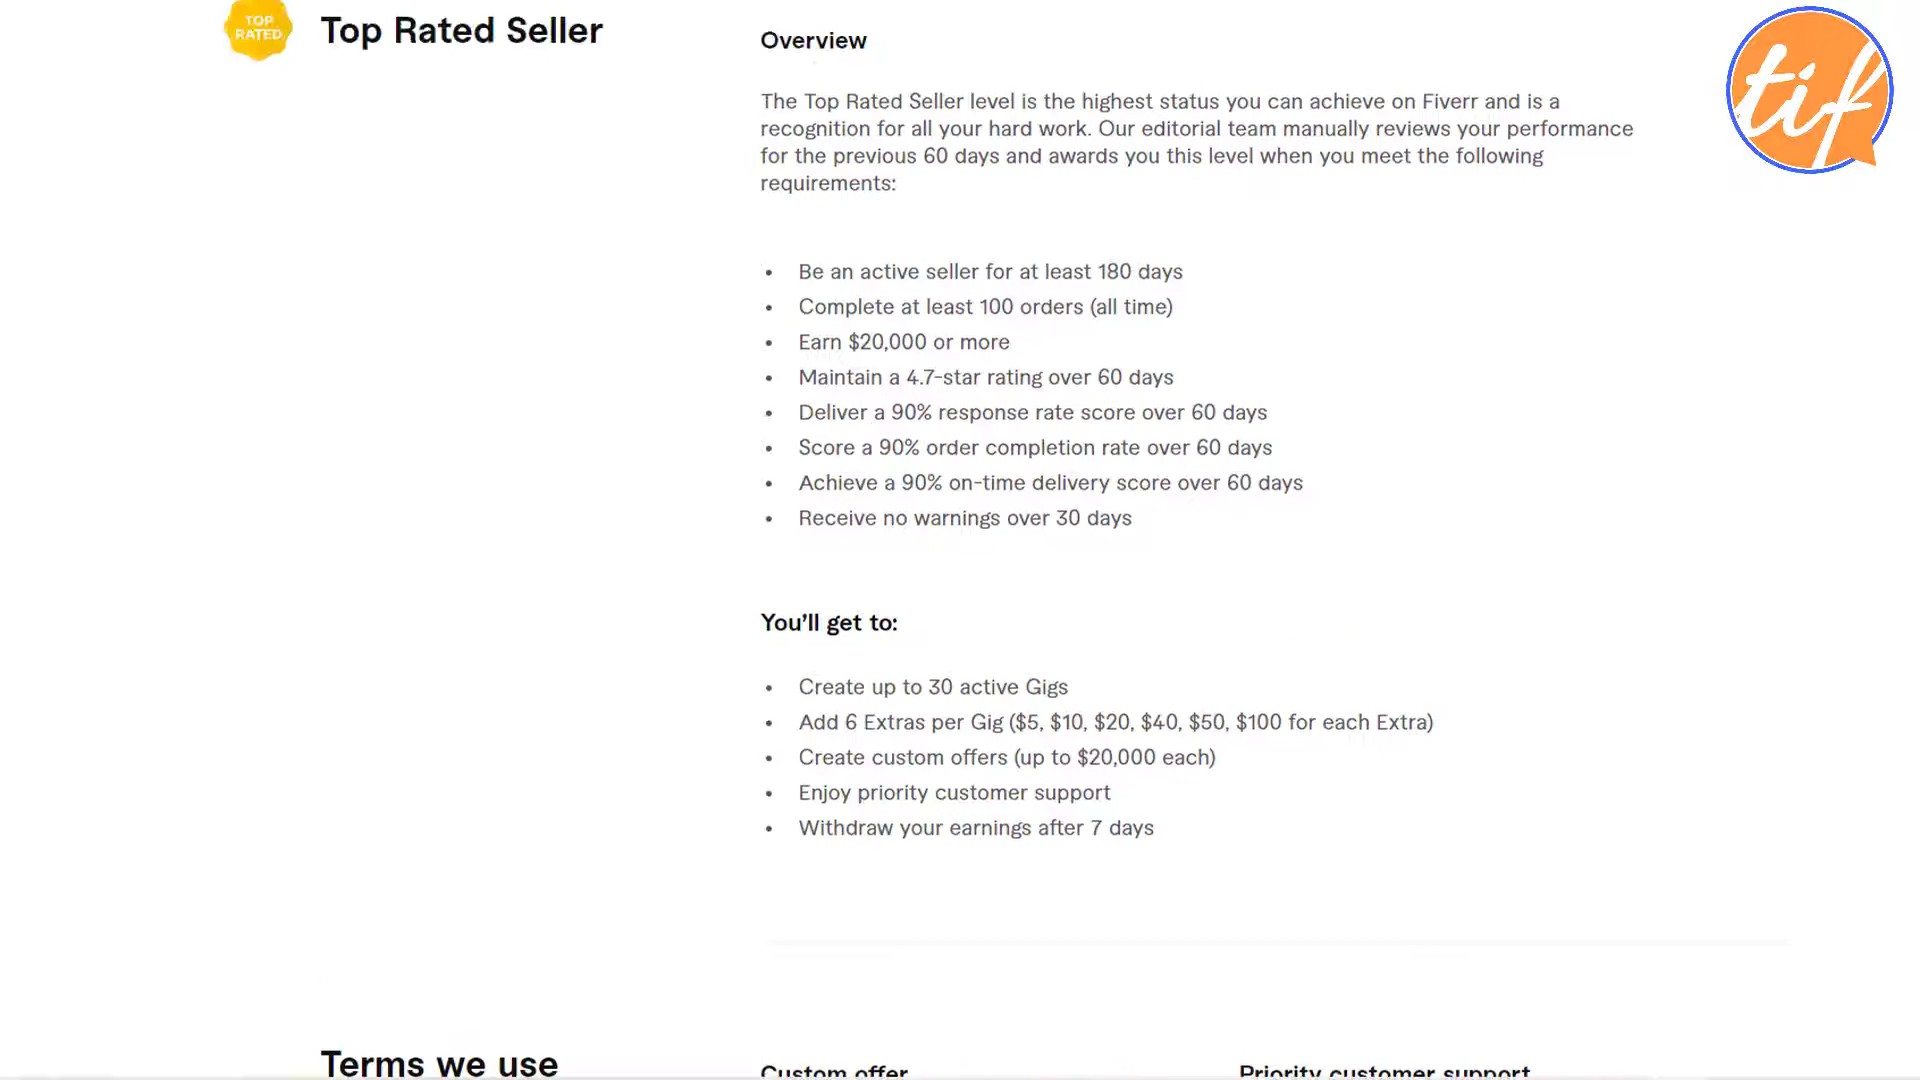 TOP
RATED
Top Rated Seller
Overview
The Top Rated Seller level is the highest status you can achieve on Fiverr and is a
recognition for all your hard work. Our editorial team manually reviews your performance
for the previous 60 days and awards you this level when you meet the following
requirements:
• Be an active seller for at least 180 days
• Complete at least 100 orders (all time)
• Earn $20,000 or more
• Maintain a 4.7-star rating over 60 days
• Deliver a 90% response rate score over 60 days
• Score a 90% order completion rate over 60 days
• Achieve a 90% on-time delivery score over 60 days
• Receive no warnings over 30 days
You’ll get to:
• Create up to 30 active Gigs
• Add 6 Extras per Gig ($5, $10, $20, $40, $50, $100 for each Extra)
• Create custom offers (up to $20,000 each)
• Enjoy priority customer support
• Withdraw your earnings after 7 days
Terms we use
Custom offer
Priority customer support
tif